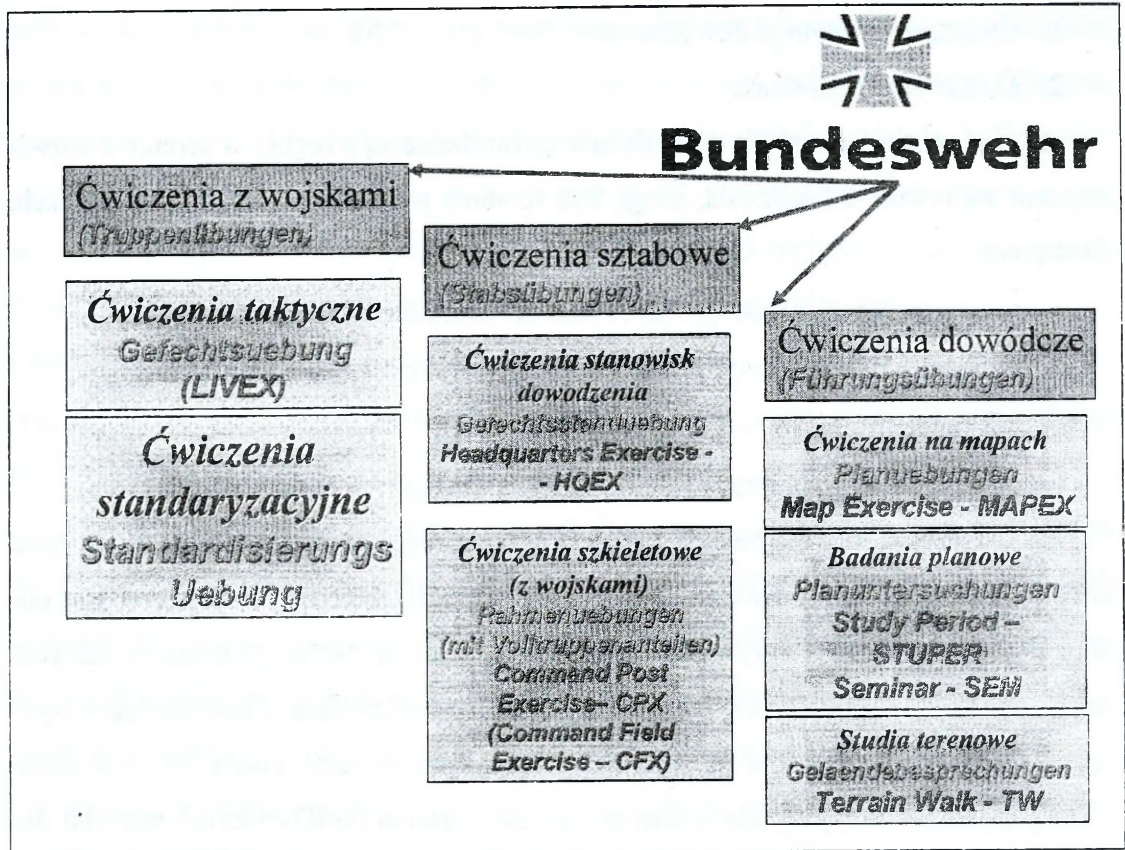 Bundeswehr
Ćwiczenia z wojskami
(Truppenübungen)
Ćwiczenia taktyczne
Gefechtsuebung
(LIVEX)
Ćwiczenia
standaryzacyjne
Standardisierungs
Uebung
Ćwiczenia sztabowe
(Stabsübungen)
Ćwiczenia stanowisk
dowodzenia
Gefechtsstanduebung
Headquarters Exercise -
- HQEX
Ćwiczenia szkieletowe
(z wojskami)
Rahmenuebungen
(mit Volltruppenanteilen)
Command Post
Exercise– CPX
(Command Field
Exercise – CFX)
Ćwiczenia dowódcze
(Führungsübungen)
Ćwiczenia na mapach
Planuebungen
Map Exercise - MAPEX
Badania planowe
Planuntersuchungen
Study Period –
STUPER
Seminar - SEM
Studia terenowe
Gelaendebesprechungen
Terrain Walk - TW